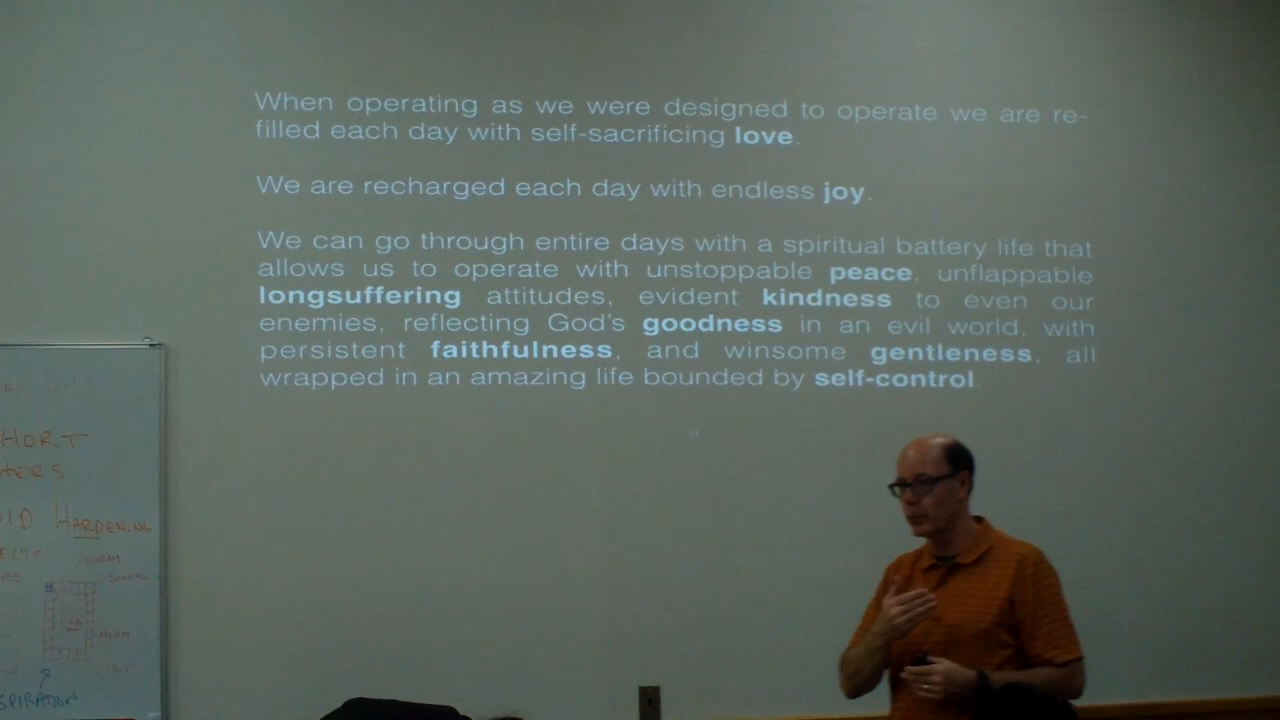 When operating as we were designed to operate we are re-
filled each day with self-sacrificing love.
We are recharged each day with endless joy.
We can go through entire days with a spiritual battery life that
allows us to operate with unstoppable peace, unflappable
longsuffering attitudes, evident kindness to even our
enemies, reflecting God's goodness in an evil world, with
persistent faithfulness, and winsome gentleness, all
wrapped in an amazing life bounded by self-control.
HORT
TERS
OID HARDENING
SPIRATION